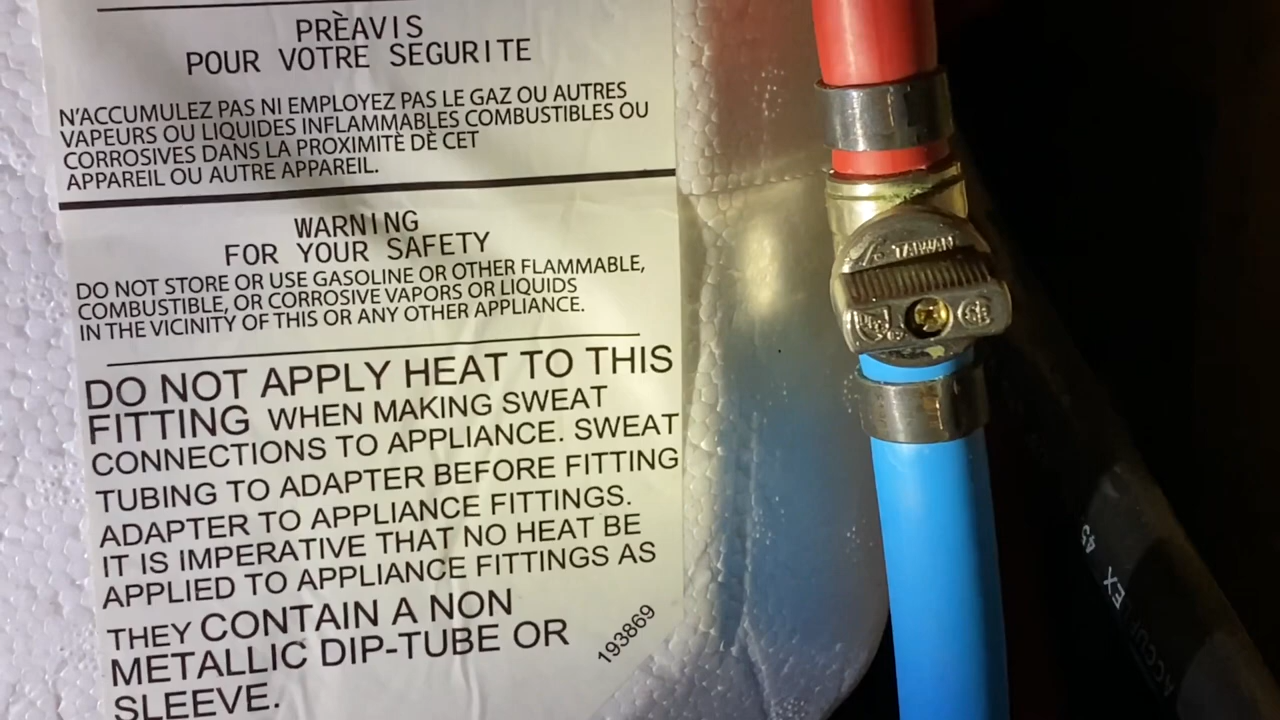 PRÈAVIS
POUR VOTRE SEGURITE
N'ACCUMULEZ PAS NI EMPLOYEZ PAS LE GAZ OU AUTRES
VAPEURS OU LIQUIDES INFLAMMABLES COMBUSTIBLES OU
CORROSIVES DANS LA PROXIMITÈ DÈ CET
APPAREIL OU AUTRE APPAREIL.
WARNING
FOR YOUR SAFETY
DO NOT STORE OR USE GASOLINE OR OTHER FLAMMABLE,
COMBUSTIBLE, OR CORROSIVE VAPORS OR LIQUIDS
IN THE VICINITY OF THIS OR ANY OTHER APPLIANCE.
DO NOT APPLY HEAT TO THIS
FITTING WHEN MAKING SWEAT
CONNECTIONS TO APPLIANCE. SWEAT
TUBING TO ADAPTER BEFORE FITTING
ADAPTER TO APPLIANCE FITTINGS.
IT IS IMPERATIVE THAT NO HEAT BE
APPLIED TO APPLIANCE FITTINGS AS
THEY CONTAIN A NON
METALLIC DIP-TUBE OR
SLEEVE.
193869
TAIWAN
45
EX